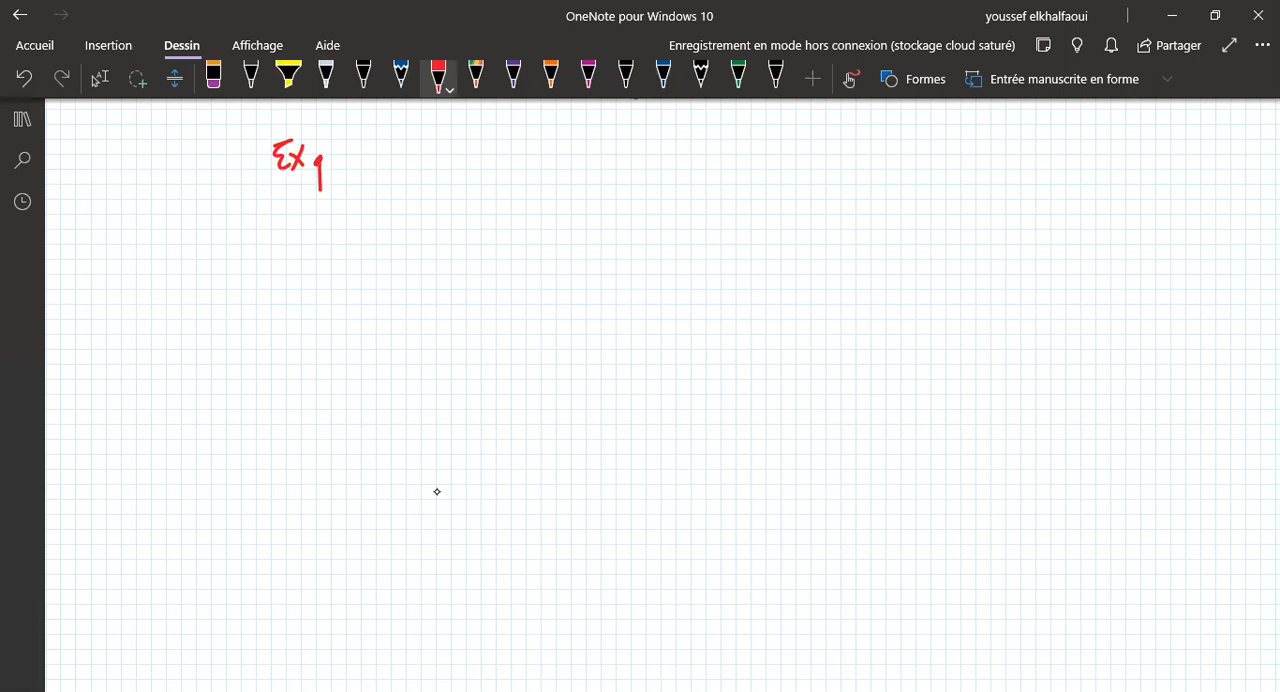 OneNote pour Windows 10
youssef elkhalfaoui
Accueil Insertion Dessin Affichage Aide
Enregistrement en mode hors connexion (stockage cloud saturé)
Partager
Formes
Entrée manuscrite en forme
Ex 9